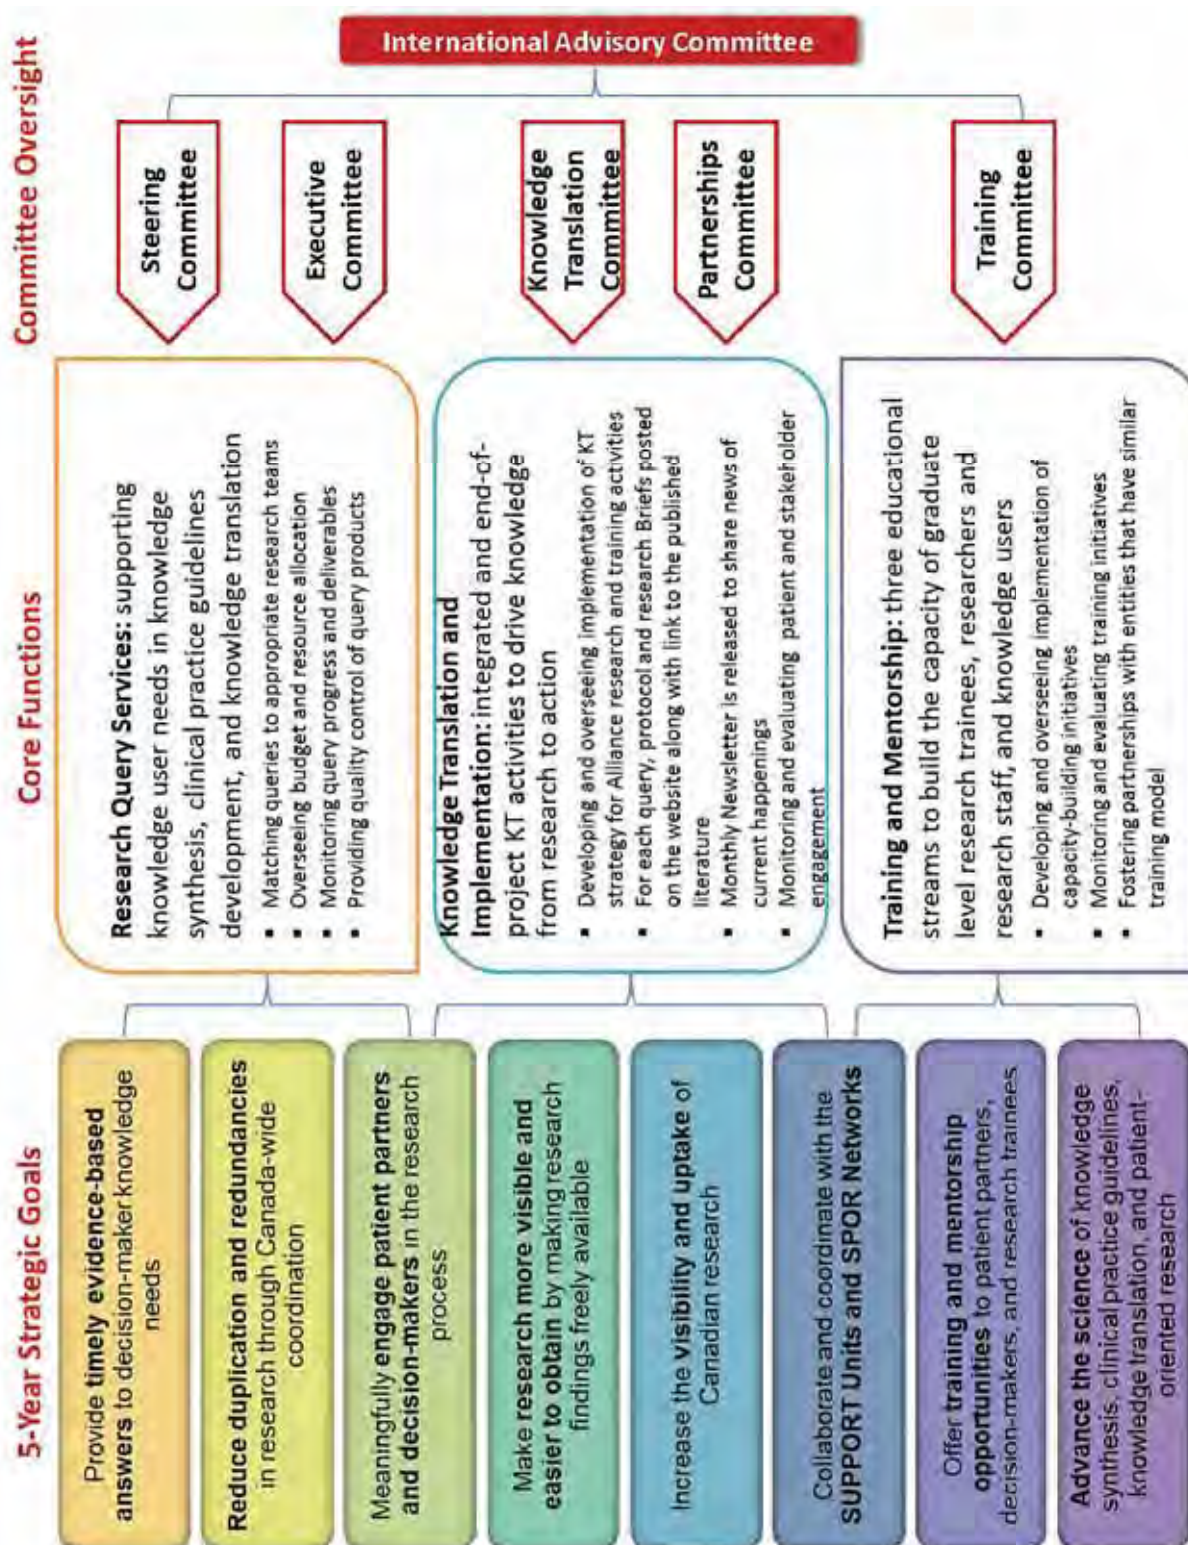 5-Year Strategic Goals
Provide timely evidence-based
answers to decision-maker knowledge
needs
Reduce duplication and redundancies
in research through Canada-wide
coordination
Meaningfully engage patient partners
and decision-makers in the research
process
Make research more visible and
easier to obtain by making research
findings freely available
Increase the visibility and uptake of
Canadian research
Collaborate and coordinate with the
SUPPORT Units and SPOR Networks
Offer training and mentorship
opportunities to patient partners,
decision-makers, and research trainees
Advance the science of knowledge
synthesis, clinical practice guidelines,
knowledge translation, and patient-
oriented research
Core Functions
Research Query Services: supporting
knowledge user needs in knowledge
synthesis, clinical practice guidelines
development, and knowledge translation
▪ Matching queries to appropriate research teams
▪ Overseeing budget and resource allocation
▪ Monitoring query progress and deliverables
▪ Providing quality control of query products
Knowledge Translation and
Implementation: integrated and end-of-
project KT activities to drive knowledge
from research to action
▪ Developing and overseeing implementation of KT
strategy for Alliance research and training activities
▪ For each query, protocol and research Briefs posted
on the website along with link to the published
literature
▪ Monthly Newsletter is released to share news of
current happenings
▪ Monitoring and evaluating patient and stakeholder
engagement
Training and Mentorship: three educational
streams to build the capacity of graduate
level research trainees, researchers and
research staff, and knowledge users
▪ Developing and overseeing implementation of
capacity-building initiatives
▪ Monitoring and evaluating training initiatives
▪ Fostering partnerships with entities that have similar
training model
Committee Oversight
Steering
Committee
Executive
Committee
Knowledge
Translation
Committee
Partnerships
Committee
Training
Committee
International Advisory Committee